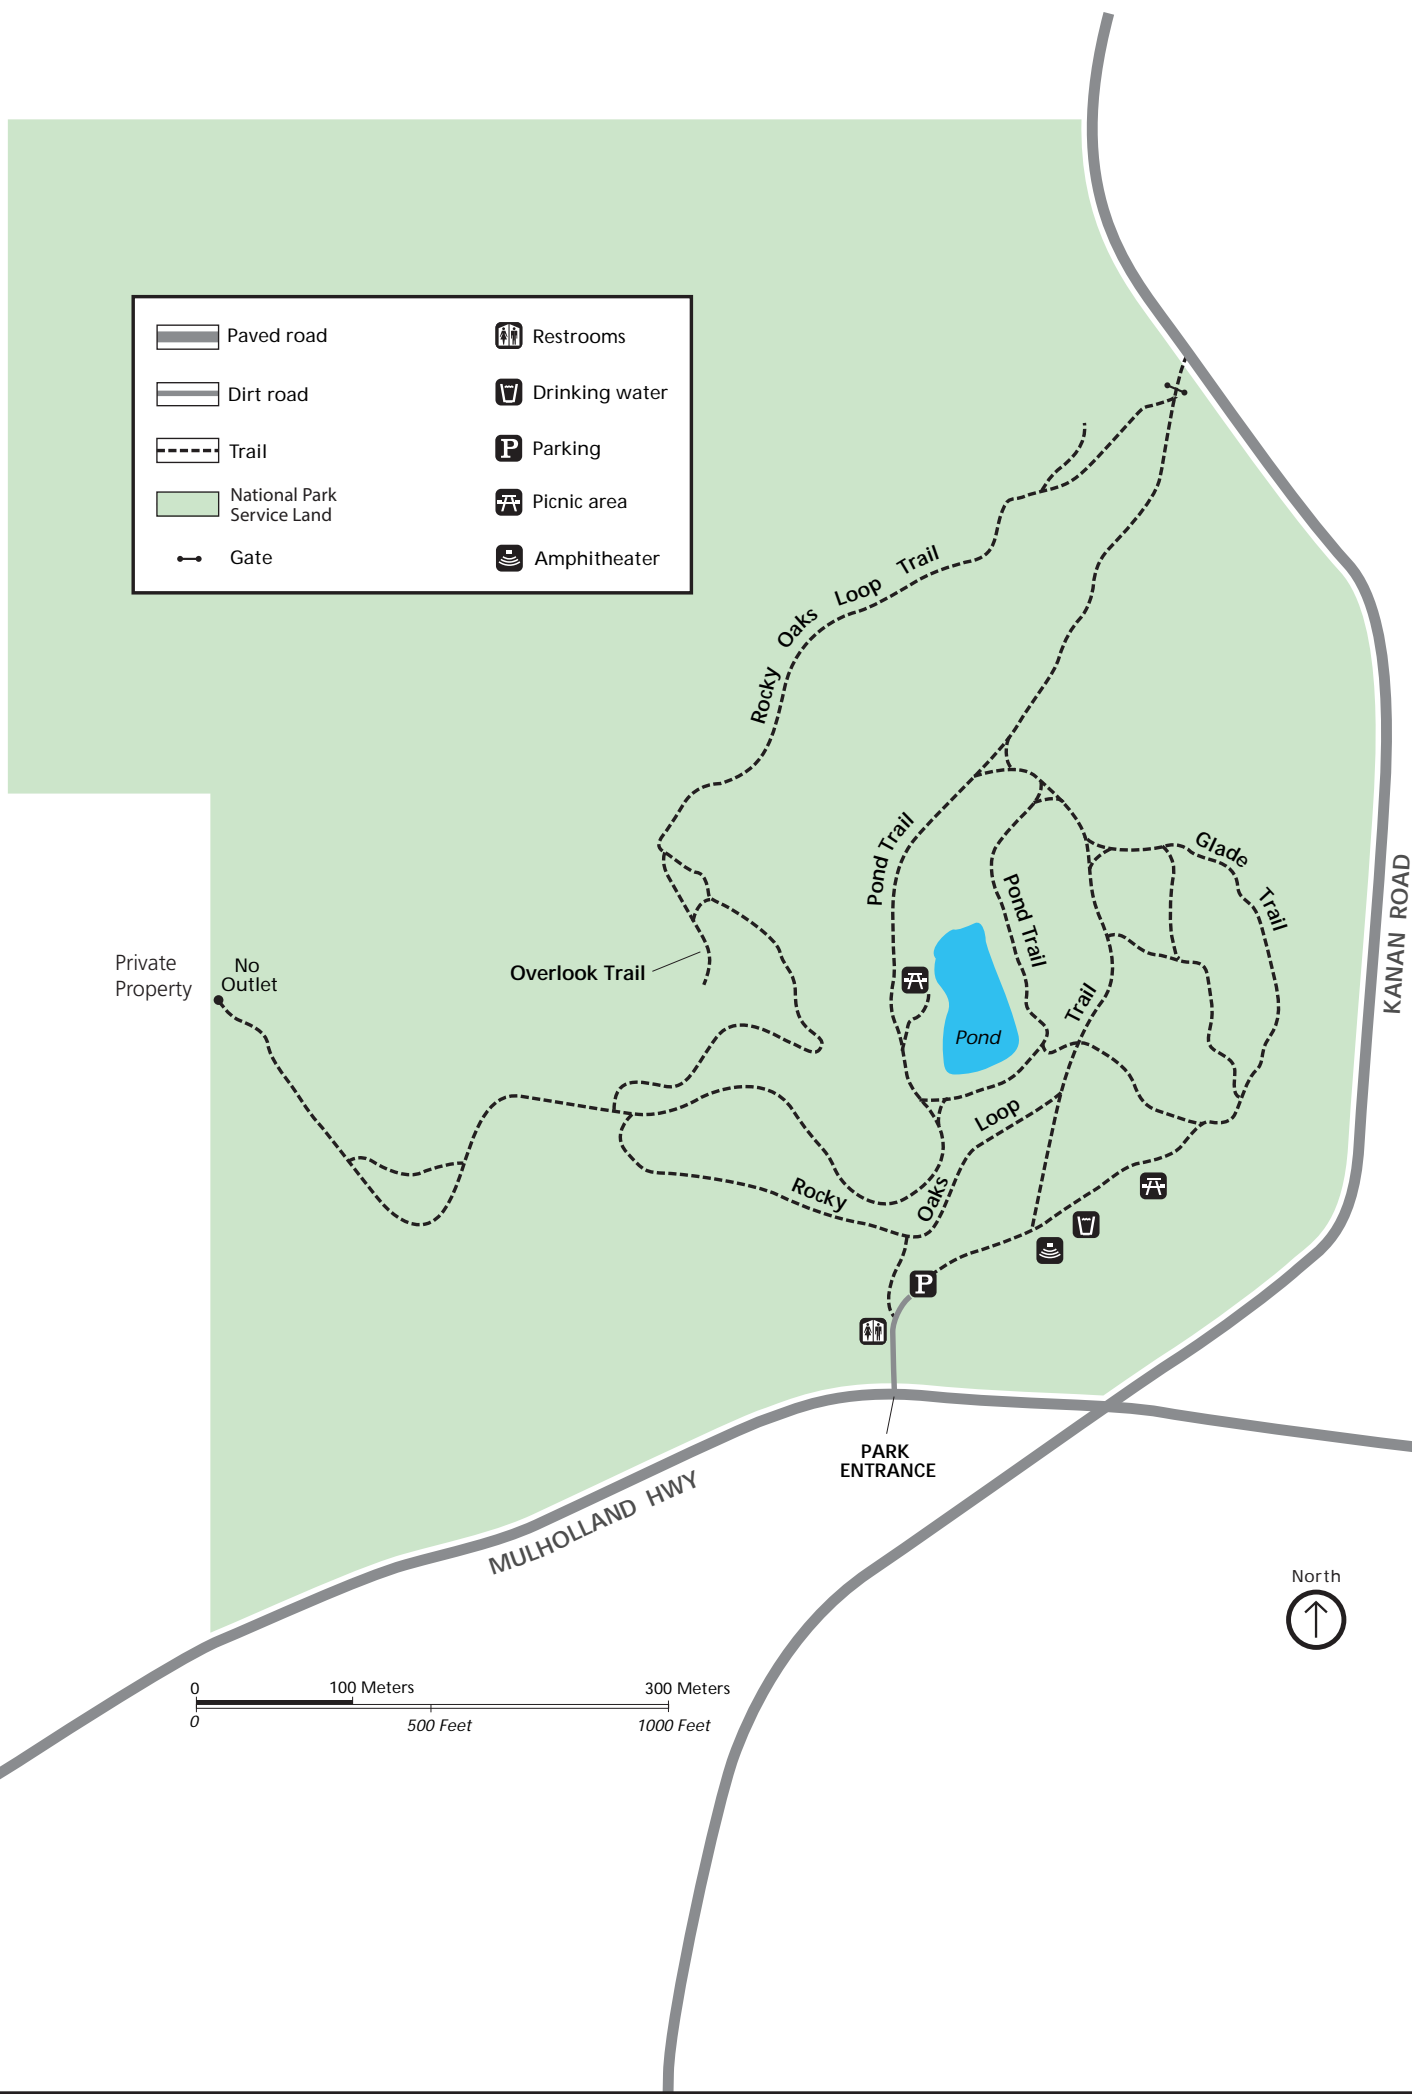 Paved road
Dirt road
Trail
National Park
Service Land
Gate
Restrooms
Drinking water
P
Parking
Picnic area
Amphitheater
Rocky Oaks Loop Trail
Pond Trail
Pond Trail
Glade Trail
KANAN ROAD
Private
Property
No
Outlet
Overlook Trail
Pond
Rocky Oaks Loop Trail
P
PARK
ENTRANCE
MULHOLLAND HWY
North
0 100 Meters 300 Meters
0 500 Feet 1000 Feet